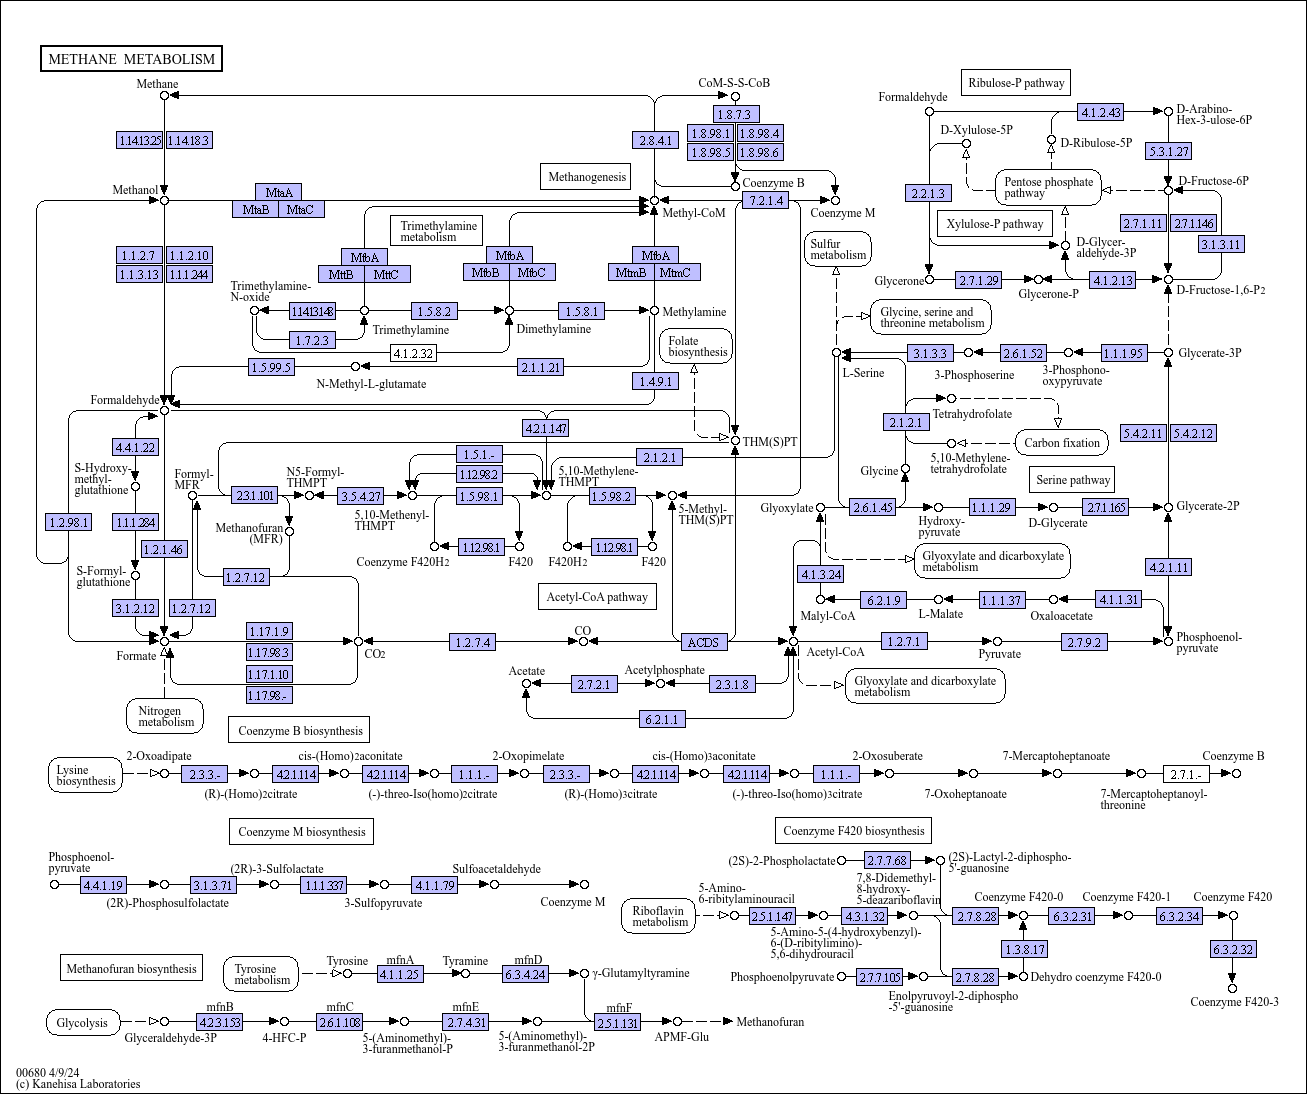 METHANE METABOLISM
Methane
CoM-S-S-CoB
Ribulose-P pathway
Formaldehyde
D-Arabino-
Hex-3-ulose-6P
4.1.2.43
1.8.7.3
1.14.13.25
1.14.18.3
2.8.4.1
1.8.98.1
1.8.98.4
1.8.98.5
1.8.98.6
D-Xylulose-5P
D-Ribulose-5P
5.3.1.27
Methanogenesis
Coenzyme B
Pentose phosphate
pathway
D-Fructose-6P
Methanol
MtaA
MtaB
MtaC
7.2.1.4
2.2.1.3
Methyl-CoM
Coenzyme M
Trimethylamine
metabolism
Xylulose-P pathway
2.7.1.11
2.7.1.146
3.1.3.11
Sulfur
metabolism
D-Glycer-
aldehyde-3P
1.1.2.7
1.1.2.10
1.1.3.13
1.1.1.244
MtbA
MttB
MttC
MtbA
MtbB
MtbC
MtbA
MtmB
MtmC
Glycerone
2.7.1.29
Glycerone-P
4.1.2.13
D-Fructose-1,6-P2
Trimethylamine-
N-oxide
1.14.13.148
1.5.8.2
1.5.8.1
Methylamine
Trimethylamine
Dimethylamine
1.7.2.3
4.1.2.32
Glycine, serine and
threonine metabolism
Folate
biosynthesis
1.5.99.5
2.1.1.21
N-Methyl-L-glutamate
1.4.9.1
L-Serine
3.1.3.3
2.6.1.52
1.1.1.95
Glycerate-3P
3-Phosphoserine
3-Phosphono-
oxypyruvate
Formaldehyde
Tetrahydrofolate
2.1.2.1
4.2.1.147
THM(S)PT
Carbon fixation
5.4.2.11
5.4.2.12
4.4.1.22
1.5.1.-
2.1.2.1
5,10-Methylene-
tetrahydrofolate
S-Hydroxy-
methyl-
glutathione
Formyl-
MFR
N5-Formyl-
THMPT
1.12.98.2
5,10-Methylene-
THMPT
Glycine
Serine pathway
2.3.1.101
3.5.4.27
1.5.98.1
1.5.98.2
5,10-Methenyl-
THMPT
5-Methyl-
THM(S)PT
Glyoxylate
2.6.1.45
Hydroxy-
pyruvate
1.1.1.29
D-Glycerate
2.7.1.165
Glycerate-2P
1.2.98.1
1.1.1.284
Methanofuran
(MFR)
1.2.1.46
Coenzyme F420H2
1.12.98.1
F420
F420H2
1.12.98.1
F420
Glyoxylate and dicarboxylate
metabolism
S-Formyl-
glutathione
1.2.7.12
4.1.3.24
4.2.1.11
Acetyl-CoA pathway
3.1.2.12
1.2.7.12
Malyl-CoA
6.2.1.9
L-Malate
1.1.1.37
Oxaloacetate
4.1.1.31
Formate
1.17.1.9
1.17.98.3
1.17.1.10
1.17.98.-
CO2
1.2.7.4
CO
ACDS
Acetyl-CoA
1.2.7.1
Pyruvate
2.7.9.2
Phosphoenol-
pyruvate
Acetate
2.7.2.1
Acetylphosphate
2.3.1.8
Glyoxylate and dicarboxylate
metabolism
6.2.1.1
Nitrogen
metabolism
Coenzyme B biosynthesis
Lysine
biosynthesis
2-Oxoadipate
cis-(Homo)2aconitate
2-Oxopimelate
cis-(Homo)3aconitate
2-Oxosuberate
7-Mercaptoheptanoate
Coenzyme B
2.3.3.-
4.2.1.114
4.2.1.114
1.1.1.-
2.3.3.-
4.2.1.114
4.2.1.114
1.1.1.-
2.7.1.-
(R)-(Homo)2citrate
(-)-threo-Iso(homo)2citrate
(R)-(Homo)3citrate
(-)-threo-Iso(homo)3citrate
7-Oxoheptanoate
7-Mercaptoheptanoyl-
threonine
Coenzyme M biosynthesis
Coenzyme F420 biosynthesis
Phosphoenol-
pyruvate
(2R)-3-Sulfolactate
Sulfoacetaldehyde
4.4.1.19
3.1.3.71
1.1.1.337
4.1.1.79
(2R)-Phosphosulfolactate
3-Sulfopyruvate
Coenzyme M
(2S)-2-Phospholactate
2.7.7.68
(2S)-Lactyl-2-diphospho-
5'-guanosine
7,8-Didemethyl-
8-hydroxy-
5-deazariboflavin
5-Amino-
6-ribitylaminouracil
Riboflavin
metabolism
2.5.1.147
4.3.1.32
2.7.8.28
Coenzyme F420-0
6.3.2.31
Coenzyme F420-1
6.3.2.34
Coenzyme F420
5-Amino-5-(4-hydroxybenzyl)-
6-(D-ribitylimino)-
5,6-dihydrouracil
1.3.8.17
6.3.2.32
Phosphoenolpyruvate
2.7.7.105
2.7.8.28
Dehydro coenzyme F420-0
Enolpyruvoyl-2-diphospho
-5'-guanosine
Coenzyme F420-3
Methanofuran biosynthesis
Tyrosine
metabolism
Tyrosine
mfnA
4.1.1.25
Tyramine
mfnD
6.3.4.24
γ-Glutamyltyramine
Glycolysis
mfnB
4.2.3.153
mfnC
2.6.1.108
mfnE
2.7.4.31
mfnF
2.5.1.131
Methanofuran
Glyceraldehyde-3P
4-HFC-P
5-(Aminomethyl)-
3-furanmethanol-P
5-(Aminomethyl)-
3-furanmethanol-2P
APMF-Glu
00680 4/9/24
(c) Kanehisa Laboratories